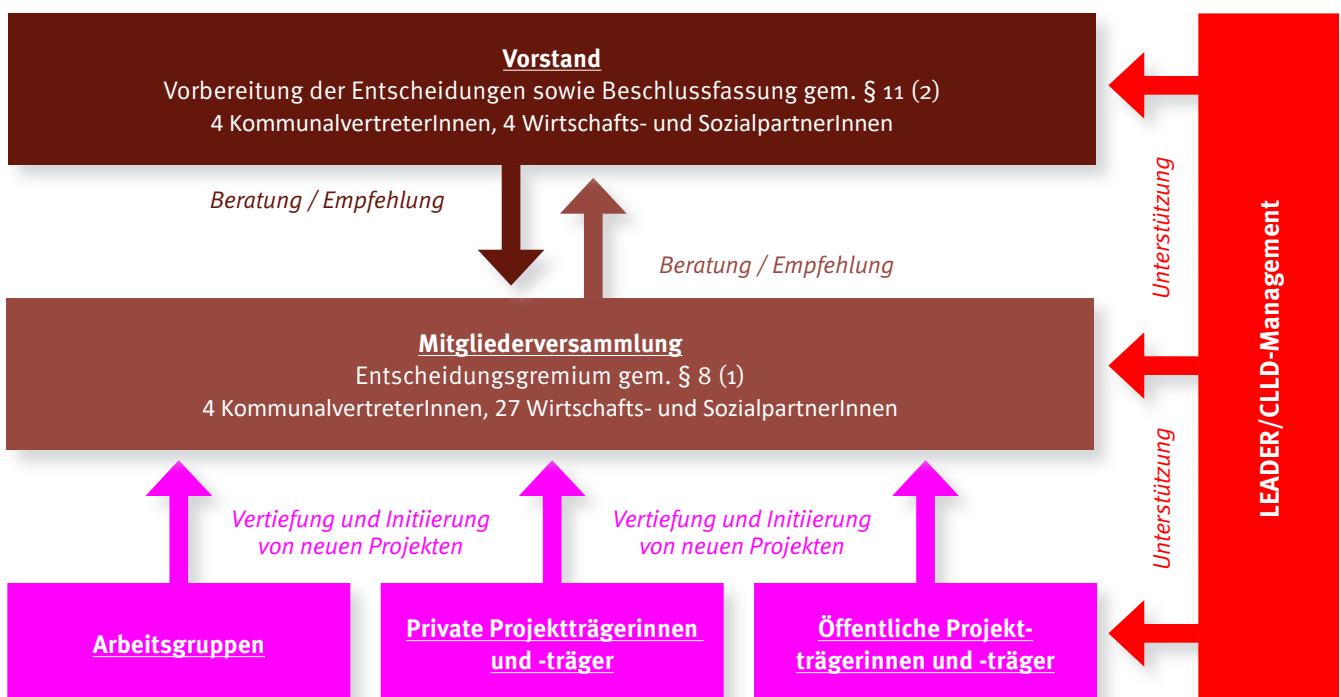 Vorstand
Vorbereitung der Entscheidungen sowie Beschlussfassung gem. § 11 (2)
4 KommunalvertreterInnen, 4 Wirtschafts- und SozialpartnerInnen
Beratung / Empfehlung
Beratung / Empfehlung
Unterstützung
Mitgliederversammlung
Entscheidungsgremium gem. § 8 (1)
4 KommunalvertreterInnen, 27 Wirtschafts- und SozialpartnerInnen
LEADER/CLLD-Management
Vertiefung und Initiierung
von neuen Projekten
Vertiefung und Initiierung
von neuen Projekten
Unterstützung
Arbeitsgruppen
Private Projektträgerinnen
und -träger
Öffentliche Projekt-
trägerinnen und -träger